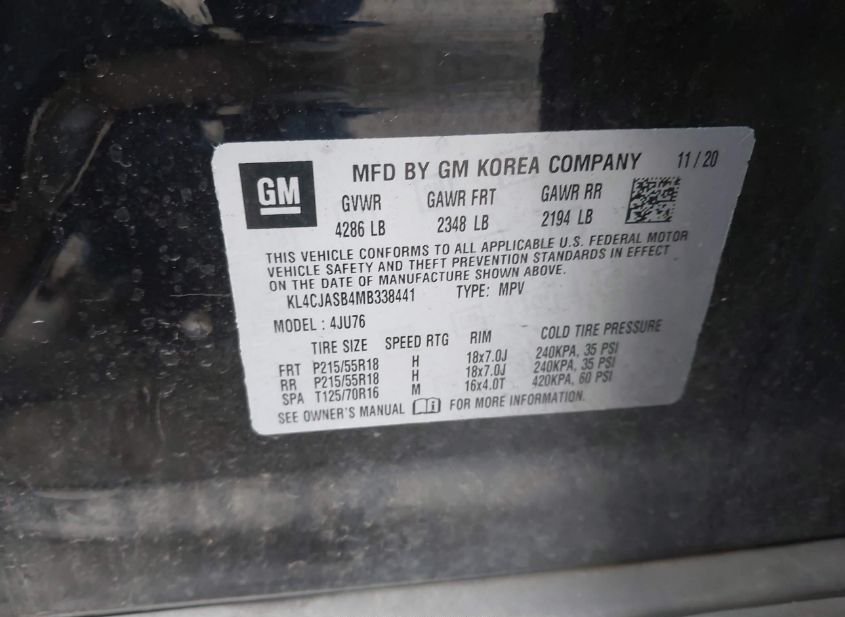 GM
MFD BY GM KOREA COMPANY 11/20
GVWR GAWR FRT GAWR RR
4286 LB 2348 LB 2194 LB
THIS VEHICLE CONFORMS TO ALL APPLICABLE U.S. FEDERAL MOTOR
VEHICLE SAFETY AND THEFT PREVENTION STANDARDS IN EFFECT
ON THE DATE OF MANUFACTURE SHOWN ABOVE.
KL4CJASB4MB338441 TYPE: MPV
MODEL : 4JU76
TIRE SIZE SPEED RTG RIM COLD TIRE PRESSURE
FRT P215/55R18 H 18x7.0J 240KPA, 35 PSI
RR P215/55R18 H 18x7.0J 240KPA, 35 PSI
SPA T125/70R16 M 16x4.0T 420KPA, 60 PSI
SEE OWNER'S MANUAL i FOR MORE INFORMATION.